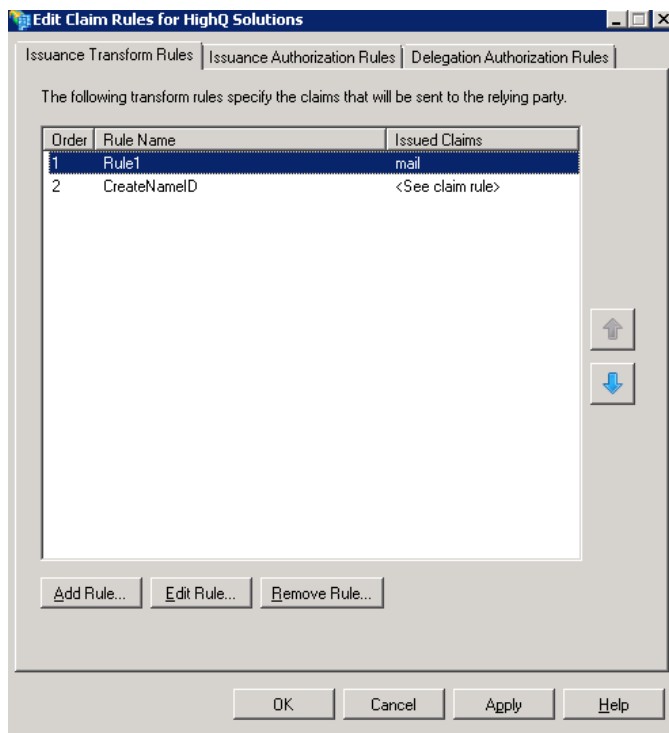 Edit Claim Rules for HighQ Solutions
Issuance Transform Rules Issuance Authorization Rules Delegation Authorization Rules
The following transform rules specify the claims that will be sent to the relying party.
Order Rule Name Issued Claims
1 Rule1 mail
2 CreateNameID <See claim rule>
Add Rule... Edit Rule... Remove Rule...
OK Cancel Apply Help